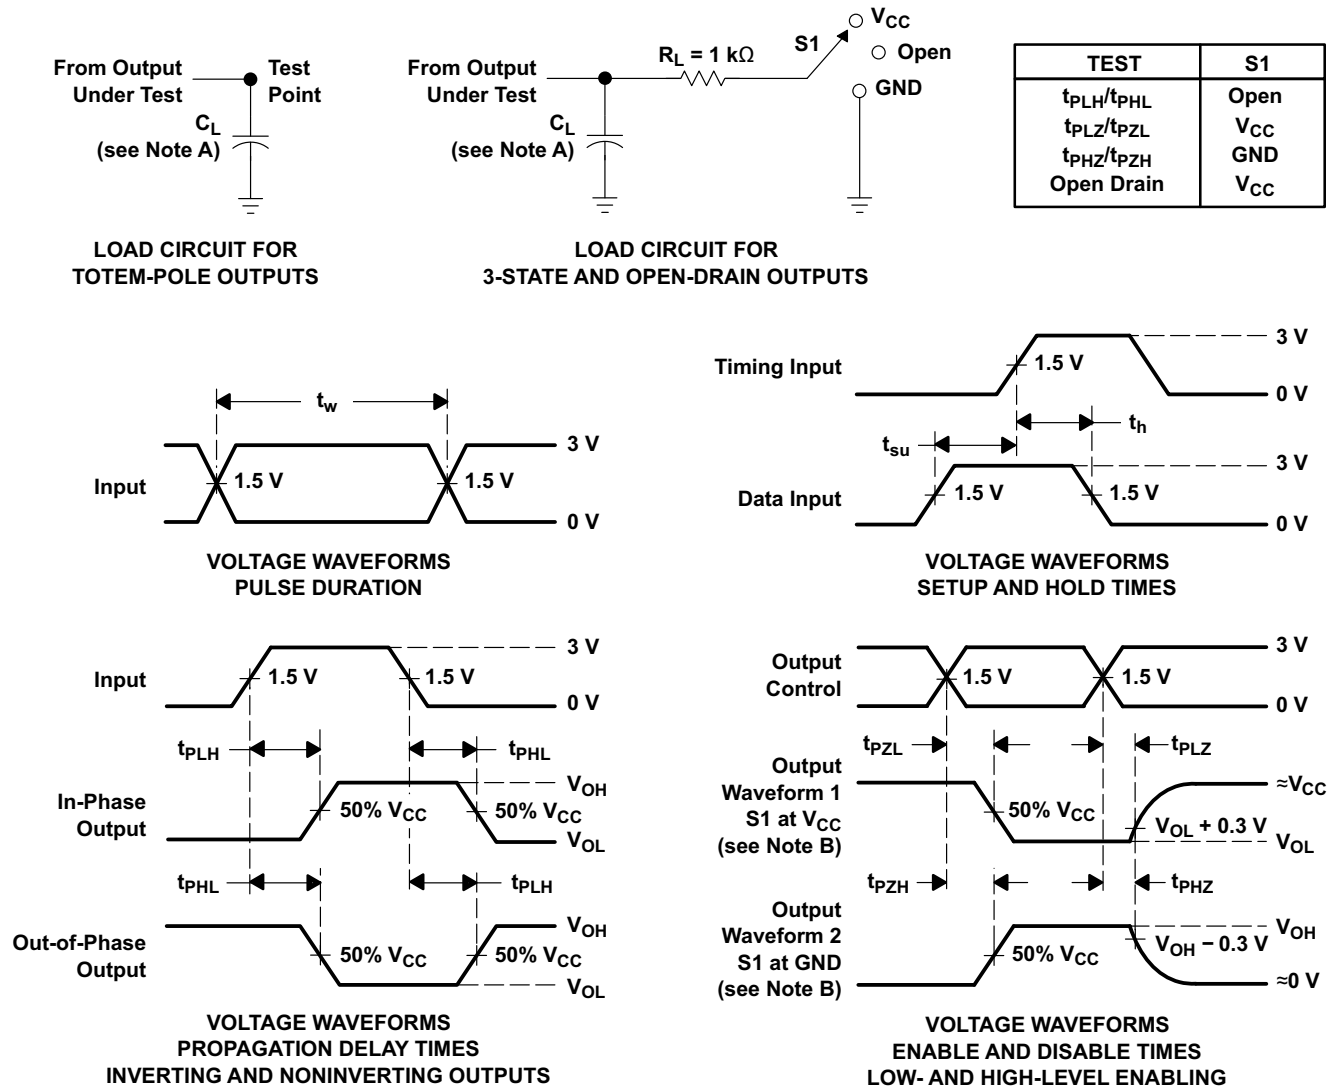 From Output
Under Test
Test
Point
CL
(see Note A)
LOAD CIRCUIT FOR
TOTEM-POLE OUTPUTS
From Output
Under Test
RL = 1 kΩ
S1
VCC
Open
GND
CL
(see Note A)
LOAD CIRCUIT FOR
3-STATE AND OPEN-DRAIN OUTPUTS
TEST S1
tPLH/tPHL Open
tPLZ/tPZL VCC
tPHZ/tPZH GND
Open Drain VCC
tw
Input
1.5 V
1.5 V
3 V
0 V
VOLTAGE WAVEFORMS
PULSE DURATION
Timing Input
1.5 V
3 V
0 V
tsu
th
Data Input
1.5 V
1.5 V
3 V
0 V
VOLTAGE WAVEFORMS
SETUP AND HOLD TIMES
Input
1.5 V
1.5 V
3 V
0 V
tPLH
tPHL
In-Phase
Output
50% VCC
50% VCC
VOH
VOL
tPHL
tPLH
Out-of-Phase
Output
50% VCC
50% VCC
VOH
VOL
VOLTAGE WAVEFORMS
PROPAGATION DELAY TIMES
INVERTING AND NONINVERTING OUTPUTS
Output
Control
1.5 V
1.5 V
3 V
0 V
tPZL
tPLZ
Output
Waveform 1
S1 at VCC
(see Note B)
50% VCC
≈VCC
VOL + 0.3 V
VOL
tPZH
tPHZ
Output
Waveform 2
S1 at GND
(see Note B)
50% VCC
VOH
VOH − 0.3 V
≈0 V
VOLTAGE WAVEFORMS
ENABLE AND DISABLE TIMES
LOW- AND HIGH-LEVEL ENABLING